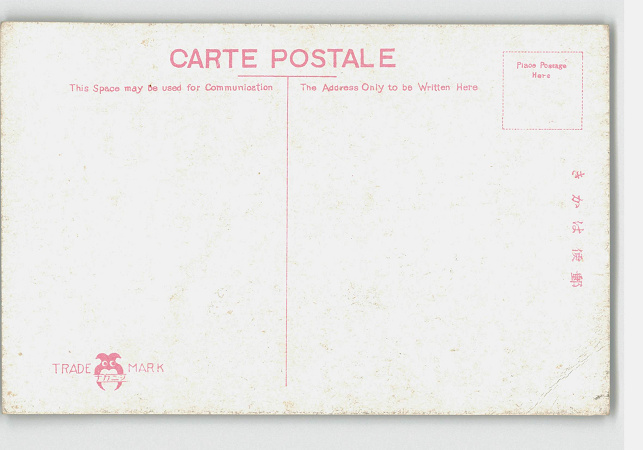 CARTE POSTALE
This Space may be used for Communication
The Address Only to be Written Here
Place Postage
Here
郵便はかき
TRADE MARK